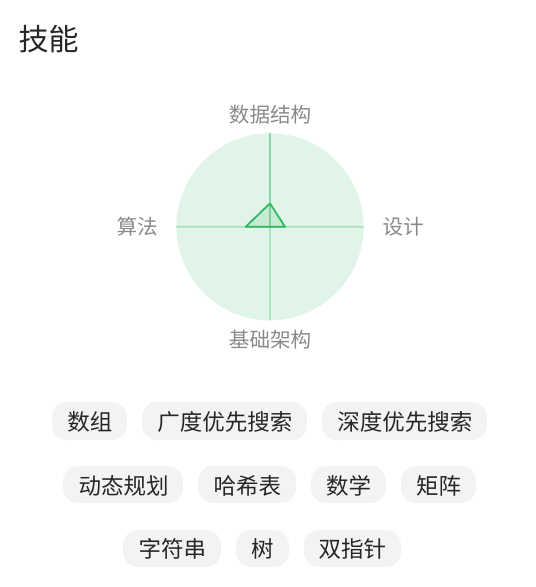 技能
数据结构
算法
设计
基础架构
数组 广度优先搜索 深度优先搜索
动态规划 哈希表 数学 矩阵
字符串 树 双指针